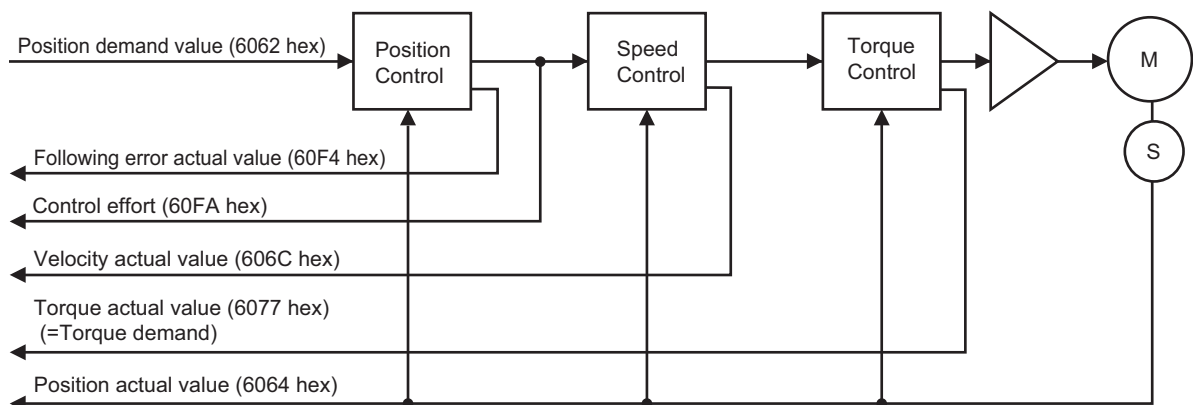 Position demand value (6062 hex)
Position
Control
Speed
Control
Torque
Control
M
S
Following error actual value (60F4 hex)
Control effort (60FA hex)
Velocity actual value (606C hex)
Torque actual value (6077 hex)
(=Torque demand)
Position actual value (6064 hex)